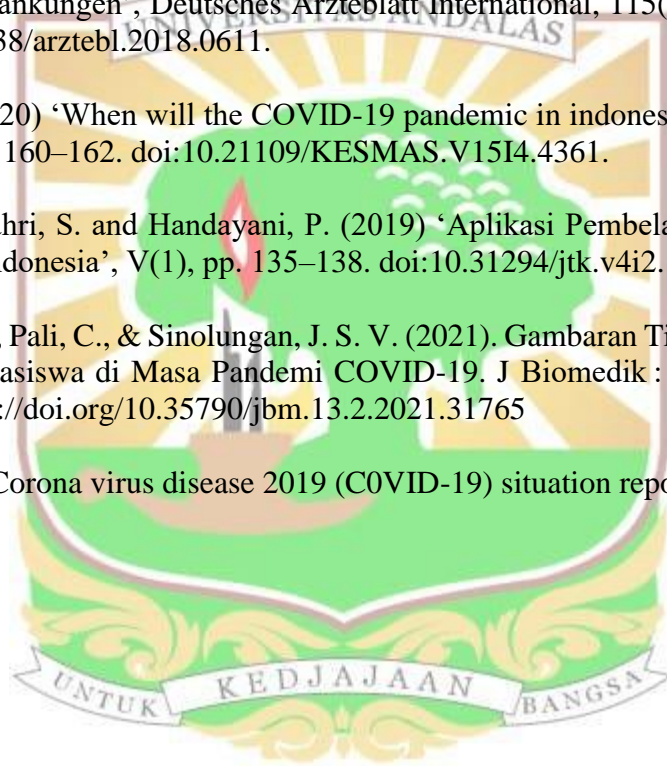 ankungen', Deutsches Ärzteblatt International, 115(
38/arztebl.2018.0611.
UNIVERSITAS ANDALAS
20) ‘When will the COVID-19 pandemic in indones
160–162. doi:10.21109/KESMAS.V15I4.4361.
hri, S. and Handayani, P. (2019) ‘Aplikasi Pembela
ndonesia’, V(1), pp. 135–138. doi:10.31294/jtk.v4i2.
, Pali, C., & Sinolungan, J. S. V. (2021). Gambaran Ti
asiswa di Masa Pandemi COVID-19. J Biomedik :
://doi.org/10.35790/jbm.13.2.2021.31765
Corona virus disease 2019 (C0VID-19) situation repo
UNTUK KEDJAJAAN BANGSA